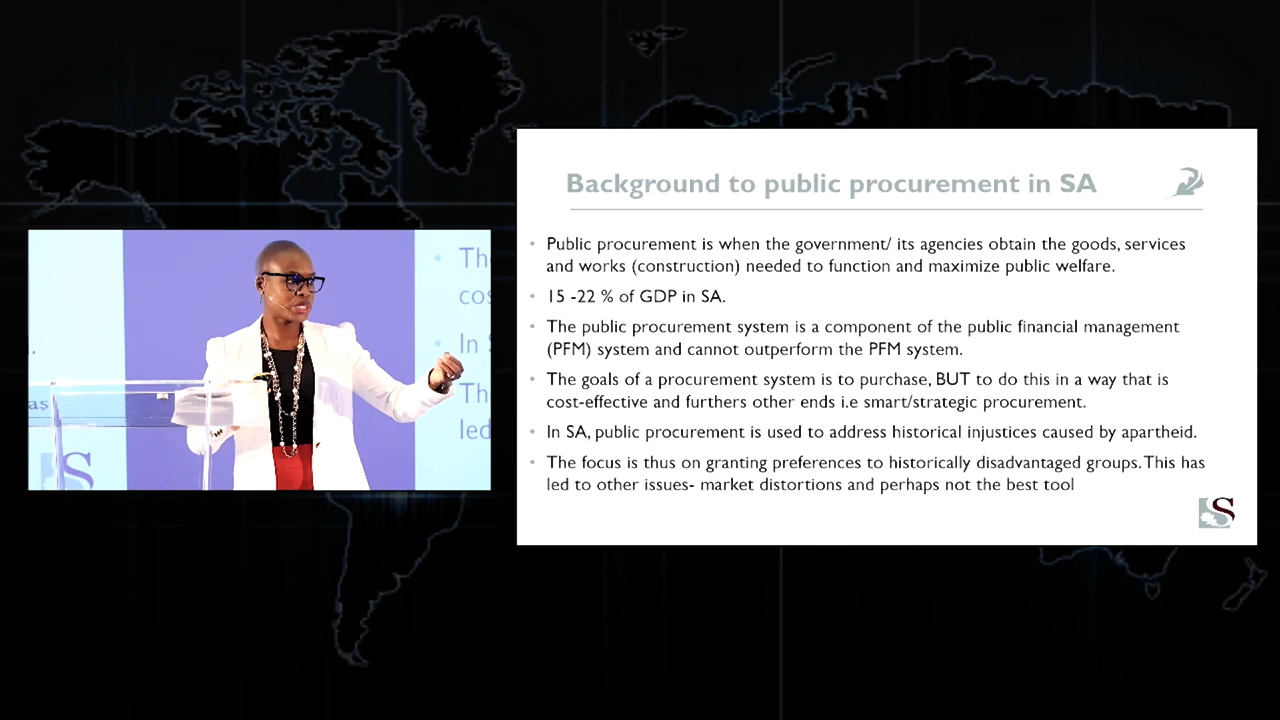 Background to public procurement in SA
• Public procurement is when the government/ its agencies obtain the goods, services
and works (construction) needed to function and maximize public welfare.
• 15 -22 % of GDP in SA.
• The public procurement system is a component of the public financial management
(PFM) system and cannot outperform the PFM system.
• The goals of a procurement system is to purchase, BUT to do this in a way that is
cost-effective and furthers other ends i.e smart/strategic procurement.
• In SA, public procurement is used to address historical injustices caused by apartheid.
• The focus is thus on granting preferences to historically disadvantaged groups. This has
led to other issues- market distortions and perhaps not the best tool
S
• Th
cos
• In S
Th
led
as
S